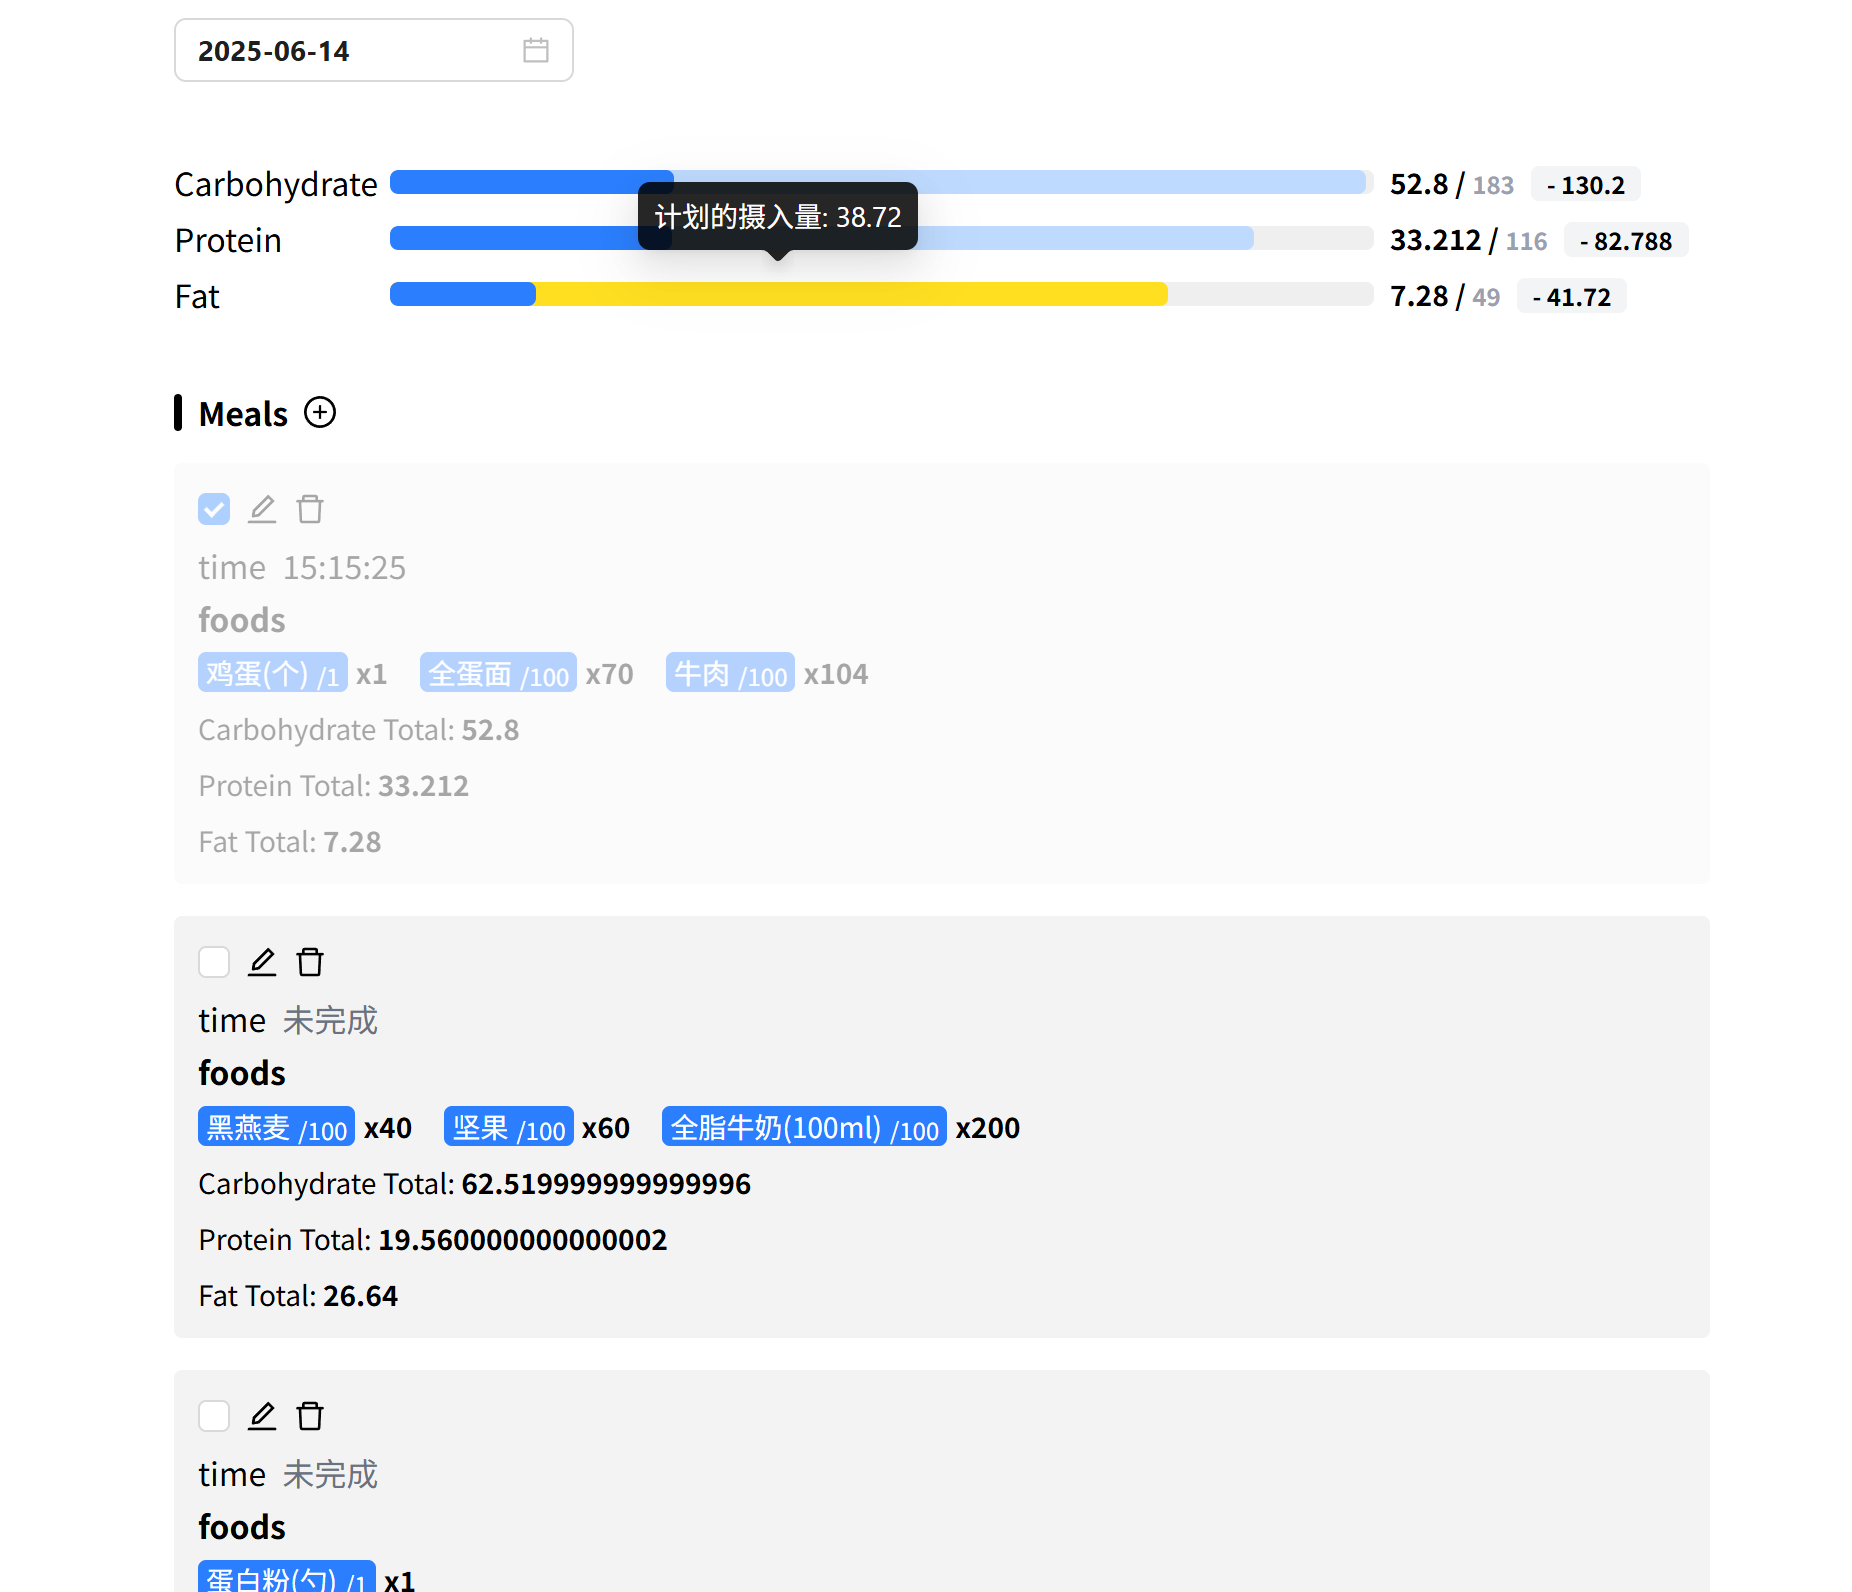 2025-06-14
Carbohydrate 52.8 / 183 - 130.2
计划的摄入量: 38.72
Protein 33.212 / 116 - 82.788
Fat 7.28 / 49 - 41.72
Meals
time 15:15:25
foods
鸡蛋(个) /1 x1 全蛋面 /100 x70 牛肉 /100 x104
Carbohydrate Total: 52.8
Protein Total: 33.212
Fat Total: 7.28
time 未完成
foods
黑燕麦 /100 x40 坚果 /100 x60 全脂牛奶(100ml) /100 x200
Carbohydrate Total: 62.519999999999996
Protein Total: 19.560000000000002
Fat Total: 26.64
time 未完成
foods
蛋白粉(勺) /1 x1